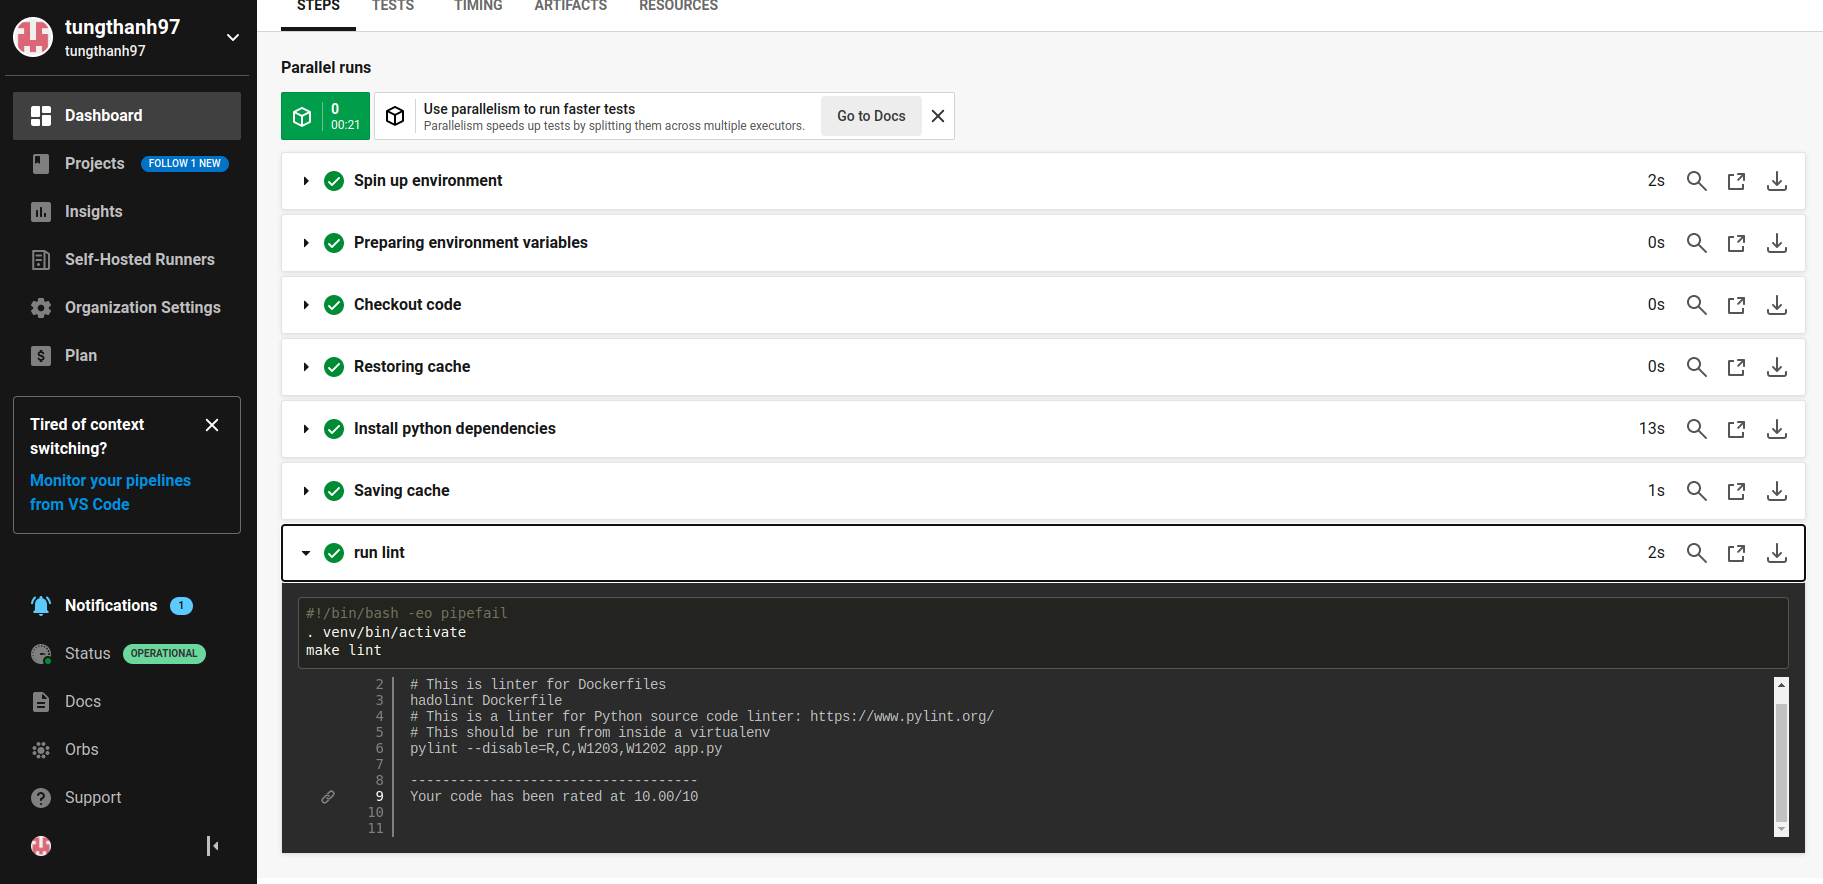 tungthanh97
tungthanh97
Dashboard
Projects FOLLOW 1 NEW
Insights
Self-Hosted Runners
Organization Settings
Plan
Tired of context
switching?
Monitor your pipelines
from VS Code
Notifications 1
Status OPERATIONAL
Docs
Orbs
Support
STEPS TESTS TIMING ARTIFACTS RESOURCES
Parallel runs
0
00:21
Use parallelism to run faster tests
Parallelism speeds up tests by splitting them across multiple executors.
Go to Docs
Spin up environment 2s
Preparing environment variables 0s
Checkout code 0s
Restoring cache 0s
Install python dependencies 13s
Saving cache 1s
run lint 2s
#!/bin/bash -eo pipefail
. venv/bin/activate
make lint
2 # This is linter for Dockerfiles
3 hadolint Dockerfile
4 # This is a linter for Python source code linter: https://www.pylint.org/
5 # This should be run from inside a virtualenv
6 pylint --disable=R,C,W1203,W1202 app.py
7
8 ------------------------------------
9 Your code has been rated at 10.00/10
10
11